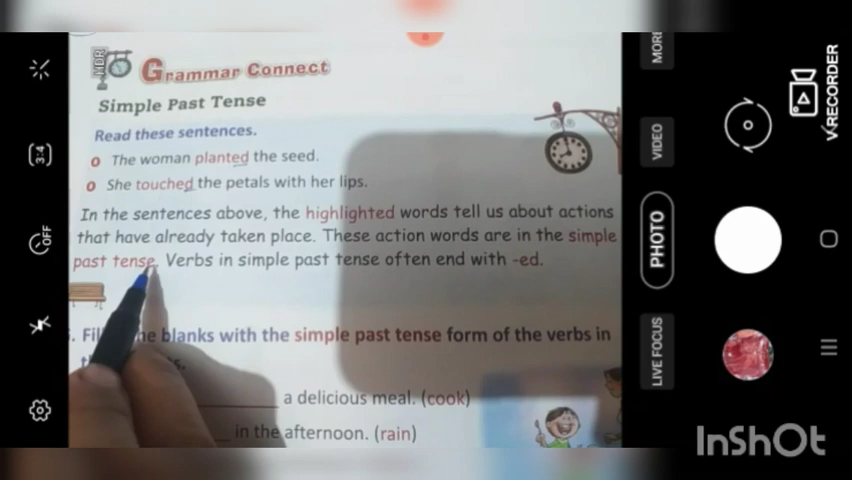 Grammar Connect
Simple Past Tense
Read these sentences.
o The woman planted the seed.
o She touched the petals with her lips.
In the sentences above, the highlighted words tell us about actions
that have already taken place. These action words are in the simple
past tense. Verbs in simple past tense often end with -ed.
blanks with the simple past tense form of the verbs in
a delicious meal. (cook)
in the afternoon. (rain)
HDR
3:4
OFF
MORE
VIDEO
PHOTO
LIVE FOCUS
V-RECORDER
InShOt